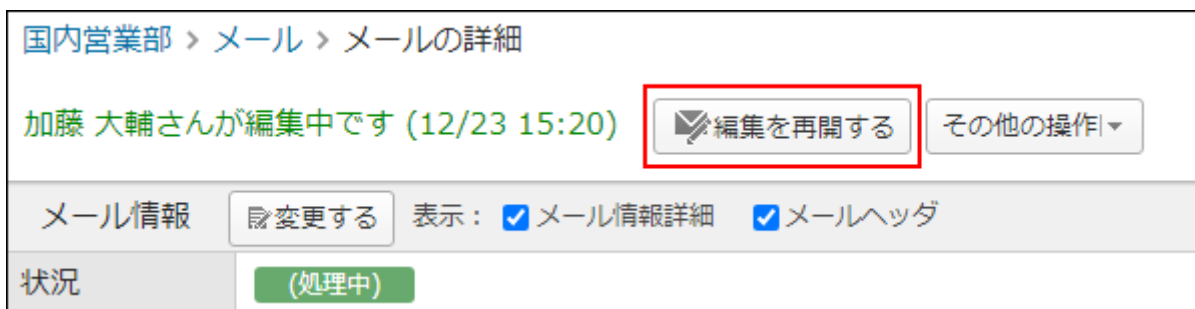 国内営業部 > メール > メールの詳細
加藤 大輔さんが編集中です (12/23 15:20) 編集を再開する その他の操作
メール情報 変更する 表示： メール情報詳細 メールヘッダ
状況 (処理中)